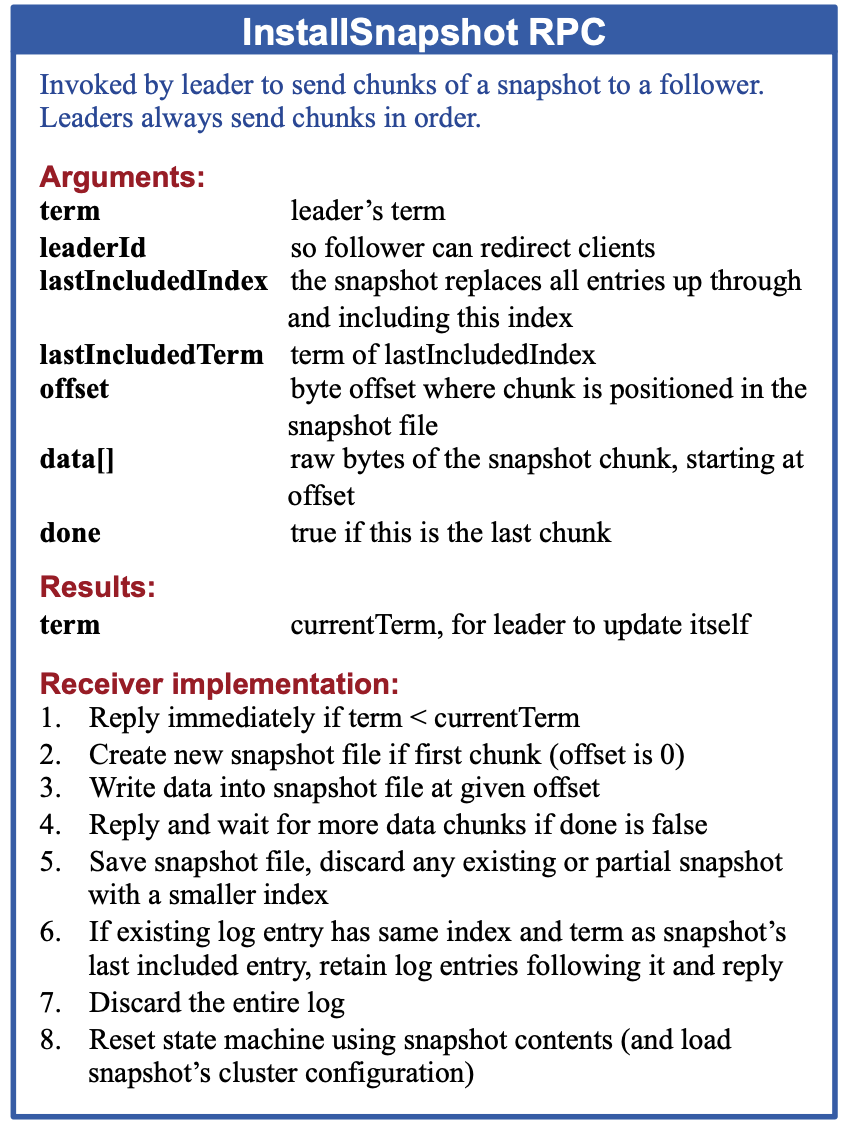 InstallSnapshot RPC
Invoked by leader to send chunks of a snapshot to a follower.
Leaders always send chunks in order.
Arguments:
term leader’s term
leaderId so follower can redirect clients
lastIncludedIndex the snapshot replaces all entries up through
and including this index
lastIncludedTerm term of lastIncludedIndex
offset byte offset where chunk is positioned in the
snapshot file
data[] raw bytes of the snapshot chunk, starting at
offset
done true if this is the last chunk
Results:
term currentTerm, for leader to update itself
Receiver implementation:
1. Reply immediately if term < currentTerm
2. Create new snapshot file if first chunk (offset is 0)
3. Write data into snapshot file at given offset
4. Reply and wait for more data chunks if done is false
5. Save snapshot file, discard any existing or partial snapshot
with a smaller index
6. If existing log entry has same index and term as snapshot’s
last included entry, retain log entries following it and reply
7. Discard the entire log
8. Reset state machine using snapshot contents (and load
snapshot’s cluster configuration)